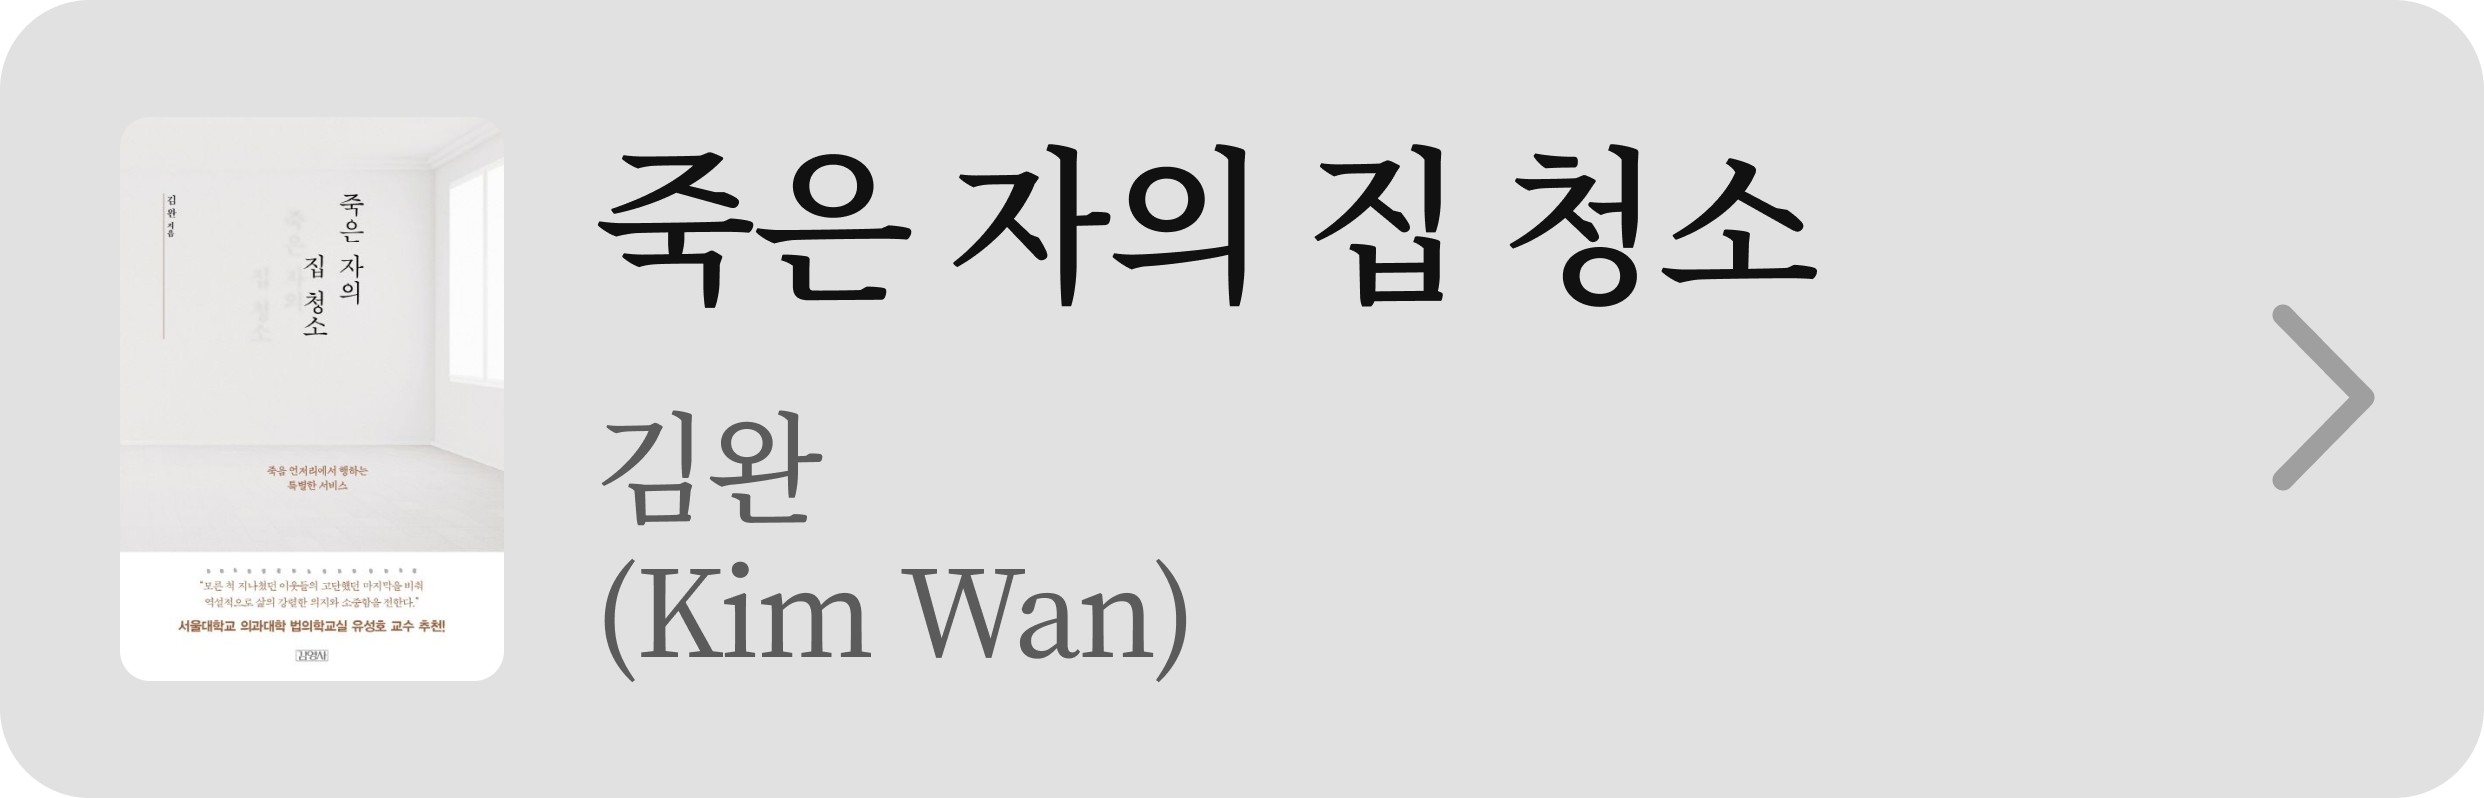 죽은 자의 집 청소
김완
(Kim Wan)
죽은 자의
집 청소
김완 지음
죽음 언저리에서 행하는
특별한 서비스
“모른 척 지나쳤던 이웃들의 고단했던 마지막을 비춰
역설적으로 삶의 강렬한 의지와 소중함을 전한다.”
서울대학교 의과대학 법의학교실 유성호 교수 추천!
김영사